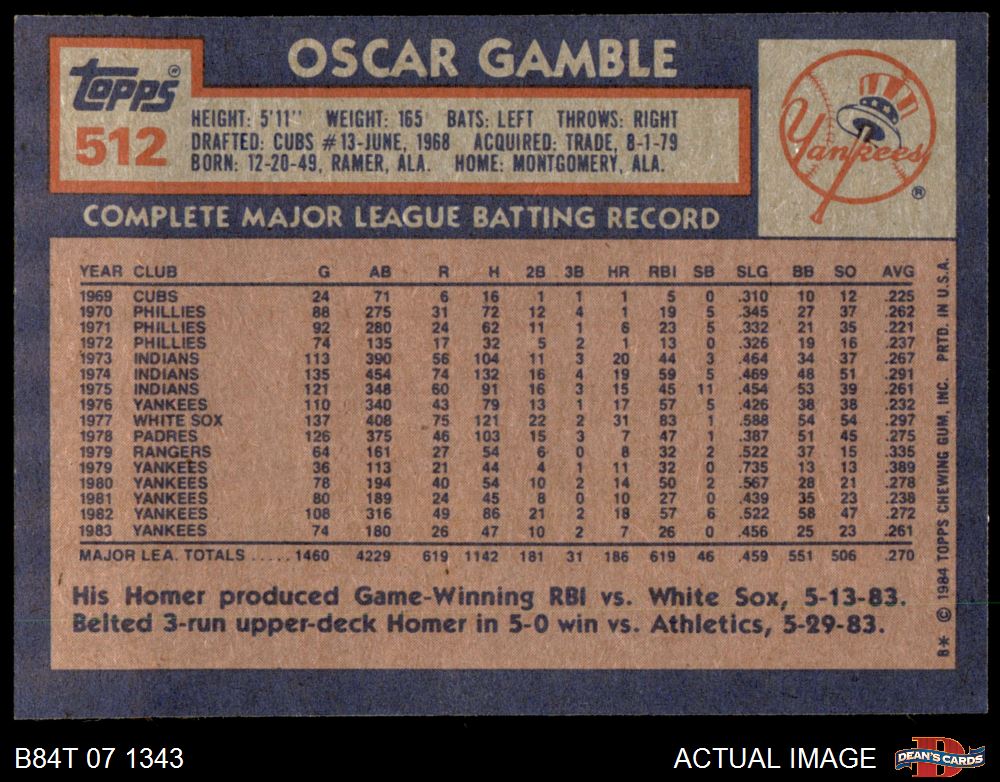 OSCAR GAMBLE
Topps®
512
HEIGHT: 5'11" WEIGHT: 165 BATS: LEFT THROWS: RIGHT
DRAFTED: CUBS #13-JUNE, 1968 ACQUIRED: TRADE, 8-1-79
BORN: 12-20-49, RAMER, ALA. HOME: MONTGOMERY, ALA.
Yankees
®
COMPLETE MAJOR LEAGUE BATTING RECORD
YEAR CLUB G AB R H 2B 3B HR RBI SB SLG BB SO AVG
1969 CUBS 24 71 6 16 1 1 1 5 0 .310 10 12 .225
1970 PHILLIES 88 275 31 72 12 4 1 19 5 .345 27 37 .262
1971 PHILLIES 92 280 24 62 11 1 6 23 5 .332 21 35 .221
1972 PHILLIES 74 135 17 32 5 2 1 13 0 .326 19 16 .237
1973 INDIANS 113 390 56 104 11 3 20 44 3 .464 34 37 .267
1974 INDIANS 135 454 74 132 16 4 19 59 5 .469 48 51 .291
1975 INDIANS 121 348 60 91 16 3 15 45 11 .454 53 39 .261
1976 YANKEES 110 340 43 79 13 1 17 57 5 .426 38 38 .232
1977 WHITE SOX 137 408 75 121 22 2 31 83 1 .588 54 54 .297
1978 PADRES 126 375 46 103 15 3 7 47 1 .387 51 45 .275
1979 RANGERS 64 161 27 54 6 0 8 32 2 .522 37 15 .335
1979 YANKEES 36 113 21 44 4 1 11 32 0 .735 13 13 .389
1980 YANKEES 78 194 40 54 10 2 14 50 2 .567 28 21 .278
1981 YANKEES 80 189 24 45 8 0 10 27 0 .439 35 23 .238
1982 YANKEES 108 316 49 86 21 2 18 57 6 .522 58 47 .272
1983 YANKEES 74 180 26 47 10 2 7 26 0 .456 25 23 .261
MAJOR LEA. TOTALS ..... 1460 4229 619 1142 181 31 186 619 46 .459 551 506 .270
His Homer produced Game-Winning RBI vs. White Sox, 5-13-83.
Belted 3-run upper-deck Homer in 5-0 win vs. Athletics, 5-29-83.
B* © 1984 TOPPS CHEWING GUM, INC. PRTD. IN U.S.A.
B84T 07 1343
ACTUAL IMAGE
D
DEAN'S CARDS